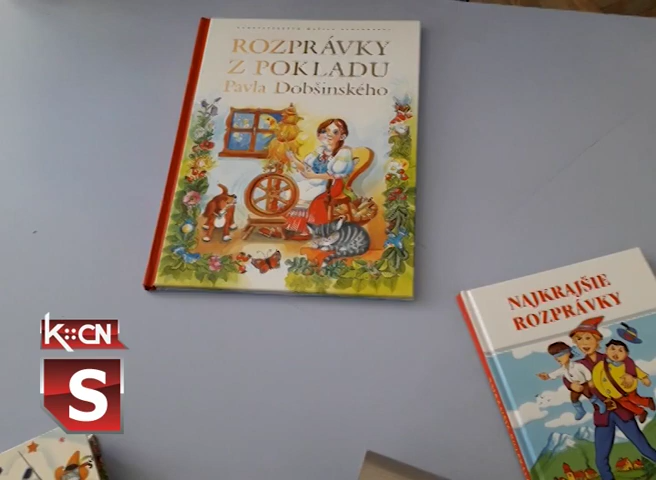 ROZPRÁVKY
Z POKLADU
Pavla Dobšinského
NAJKRAJŠIE
ROZPRÁVKY
K::CN
S